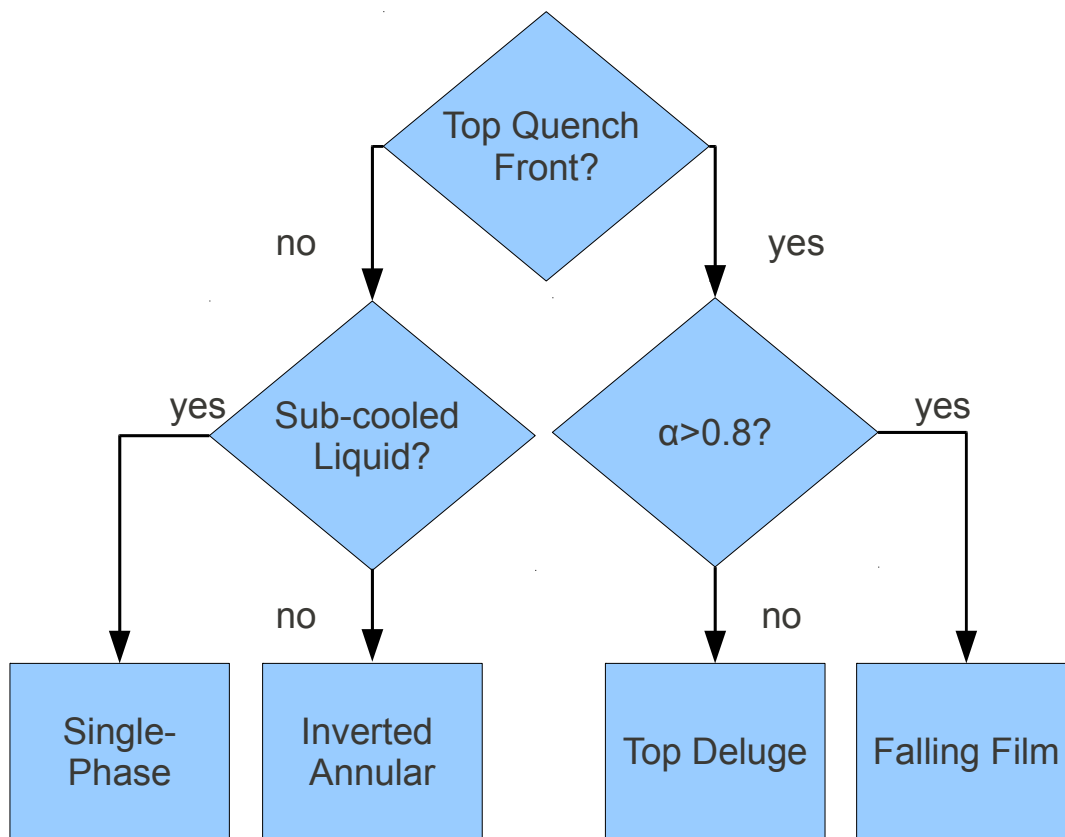 Top Quench
Front?
no
yes
yes
Sub-cooled
Liquid?
α>0.8?
yes
no
no
Single-
Phase
Inverted
Annular
Top Deluge
Falling Film